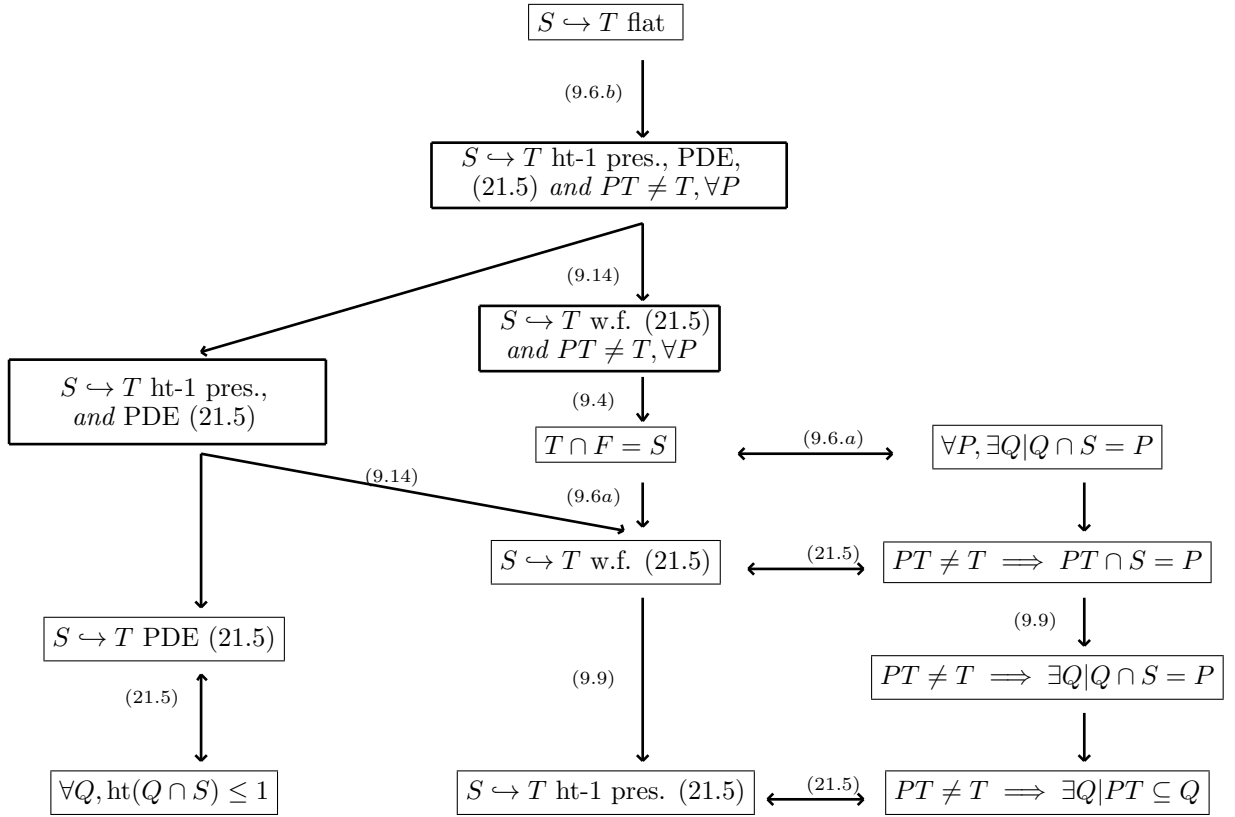 S ↪ T flat
(9.6.b)
S ↪ T ht-1 pres., PDE,
(21.5) and PT ≠ T, ∀P
(9.14)
S ↪ T w.f. (21.5)
and PT ≠ T, ∀P
S ↪ T ht-1 pres.,
and PDE (21.5)
(9.4)
T ∩ F = S
(9.6.a)
∀P, ∃Q|Q ∩ S = P
(9.14)
(9.6a)
S ↪ T w.f. (21.5)
(21.5)
PT ≠ T ⟹ PT ∩ S = P
S ↪ T PDE (21.5)
(9.9)
(9.9)
PT ≠ T ⟹ ∃Q|Q ∩ S = P
(21.5)
∀Q, ht(Q ∩ S) ≤ 1
S ↪ T ht-1 pres. (21.5)
(21.5)
PT ≠ T ⟹ ∃Q|PT ⊆ Q